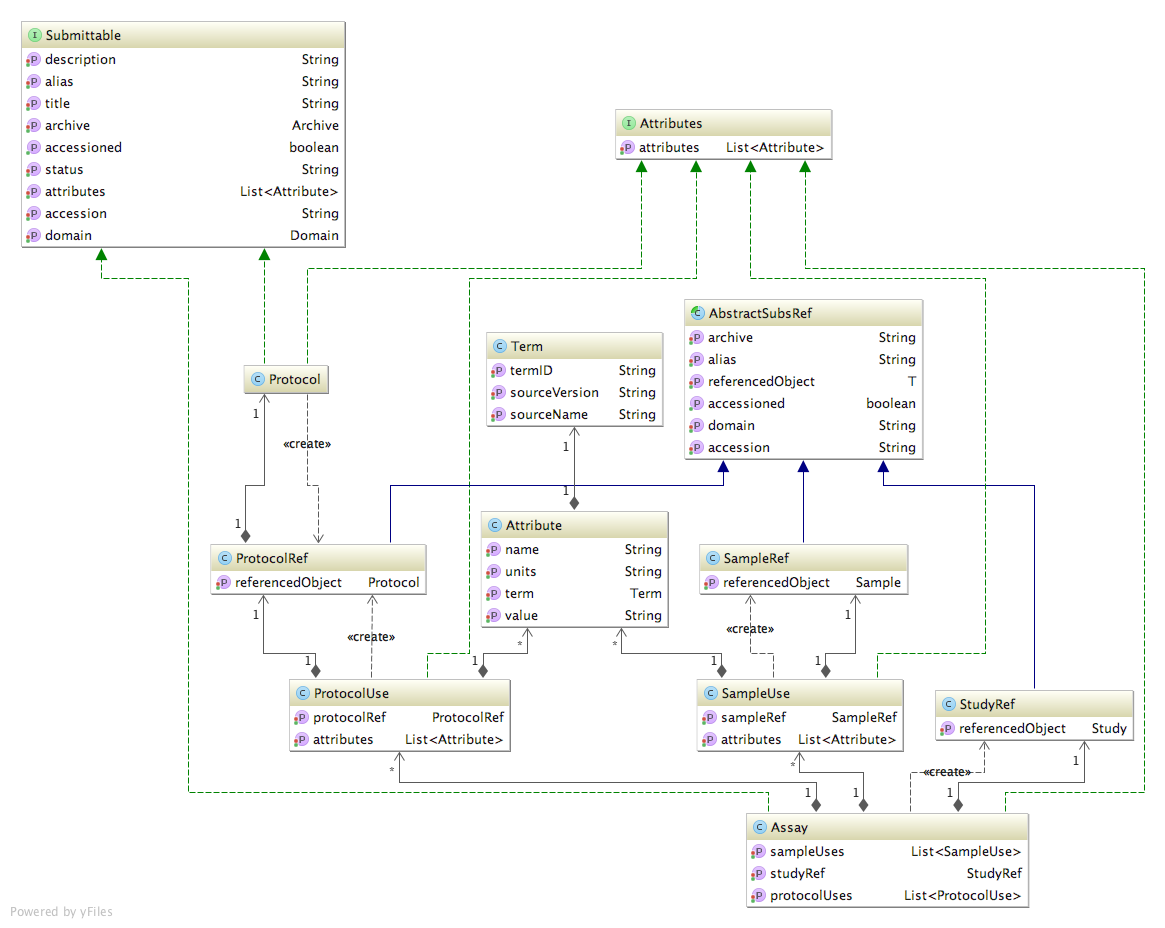 I Submittable
P description String
P alias String
P title String
P archive Archive
P accessioned boolean
P status String
P attributes List<Attribute>
P accession String
P domain Domain
I Attributes
P attributes List<Attribute>
C AbstractSubsRef
P archive String
P alias String
P referencedObject T
P accessioned boolean
P domain String
P accession String
C Term
P termID String
P sourceVersion String
P sourceName String
C Protocol
1
«create»
1
1
1
C Attribute
P name String
P units String
P term Term
P value String
C ProtocolRef
P referencedObject Protocol
C SampleRef
P referencedObject Sample
1
«create»
*
*
«create»
1
1
1
1
1
C ProtocolUse
P protocolRef ProtocolRef
P attributes List<Attribute>
C SampleUse
P sampleRef SampleRef
P attributes List<Attribute>
C StudyRef
P referencedObject Study
*
*
«create»
1
1
1
1
C Assay
P sampleUses List<SampleUse>
P studyRef StudyRef
P protocolUses List<ProtocolUse>
Powered by yFiles